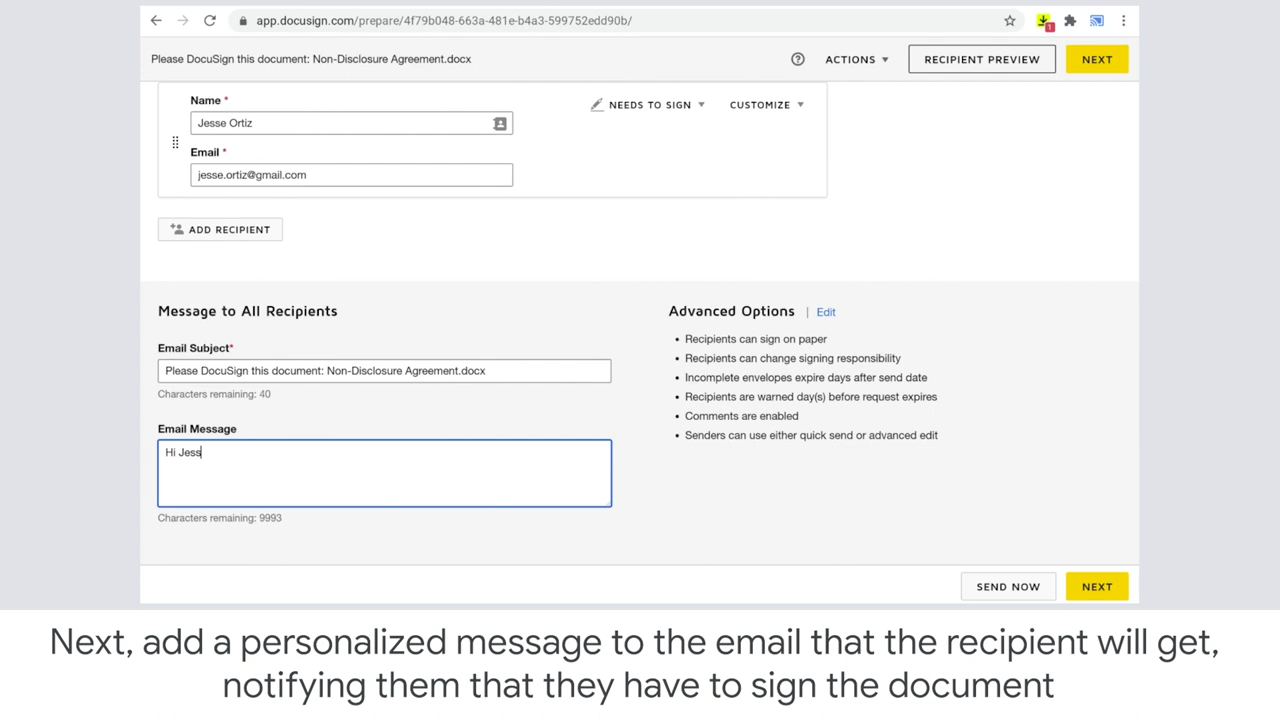 app.docusign.com/prepare/4f79b048-663a-481e-b4a3-599752edd90b/
1
Please DocuSign this document: Non-Disclosure Agreement.docx
ACTIONS
RECIPIENT PREVIEW
NEXT
Name *
NEEDS TO SIGN
CUSTOMIZE
Jesse Ortiz
Email *
jesse.ortiz@gmail.com
ADD RECIPIENT
Message to All Recipients
Email Subject*
Please DocuSign this document: Non-Disclosure Agreement.docx
Characters remaining: 40
Email Message
Hi Jess
Characters remaining: 9993
Advanced Options | Edit
• Recipients can sign on paper
• Recipients can change signing responsibility
• Incomplete envelopes expire days after send date
• Recipients are warned day(s) before request expires
• Comments are enabled
• Senders can use either quick send or advanced edit
SEND NOW
NEXT
Next, add a personalized message to the email that the recipient will get,
notifying them that they have to sign the document